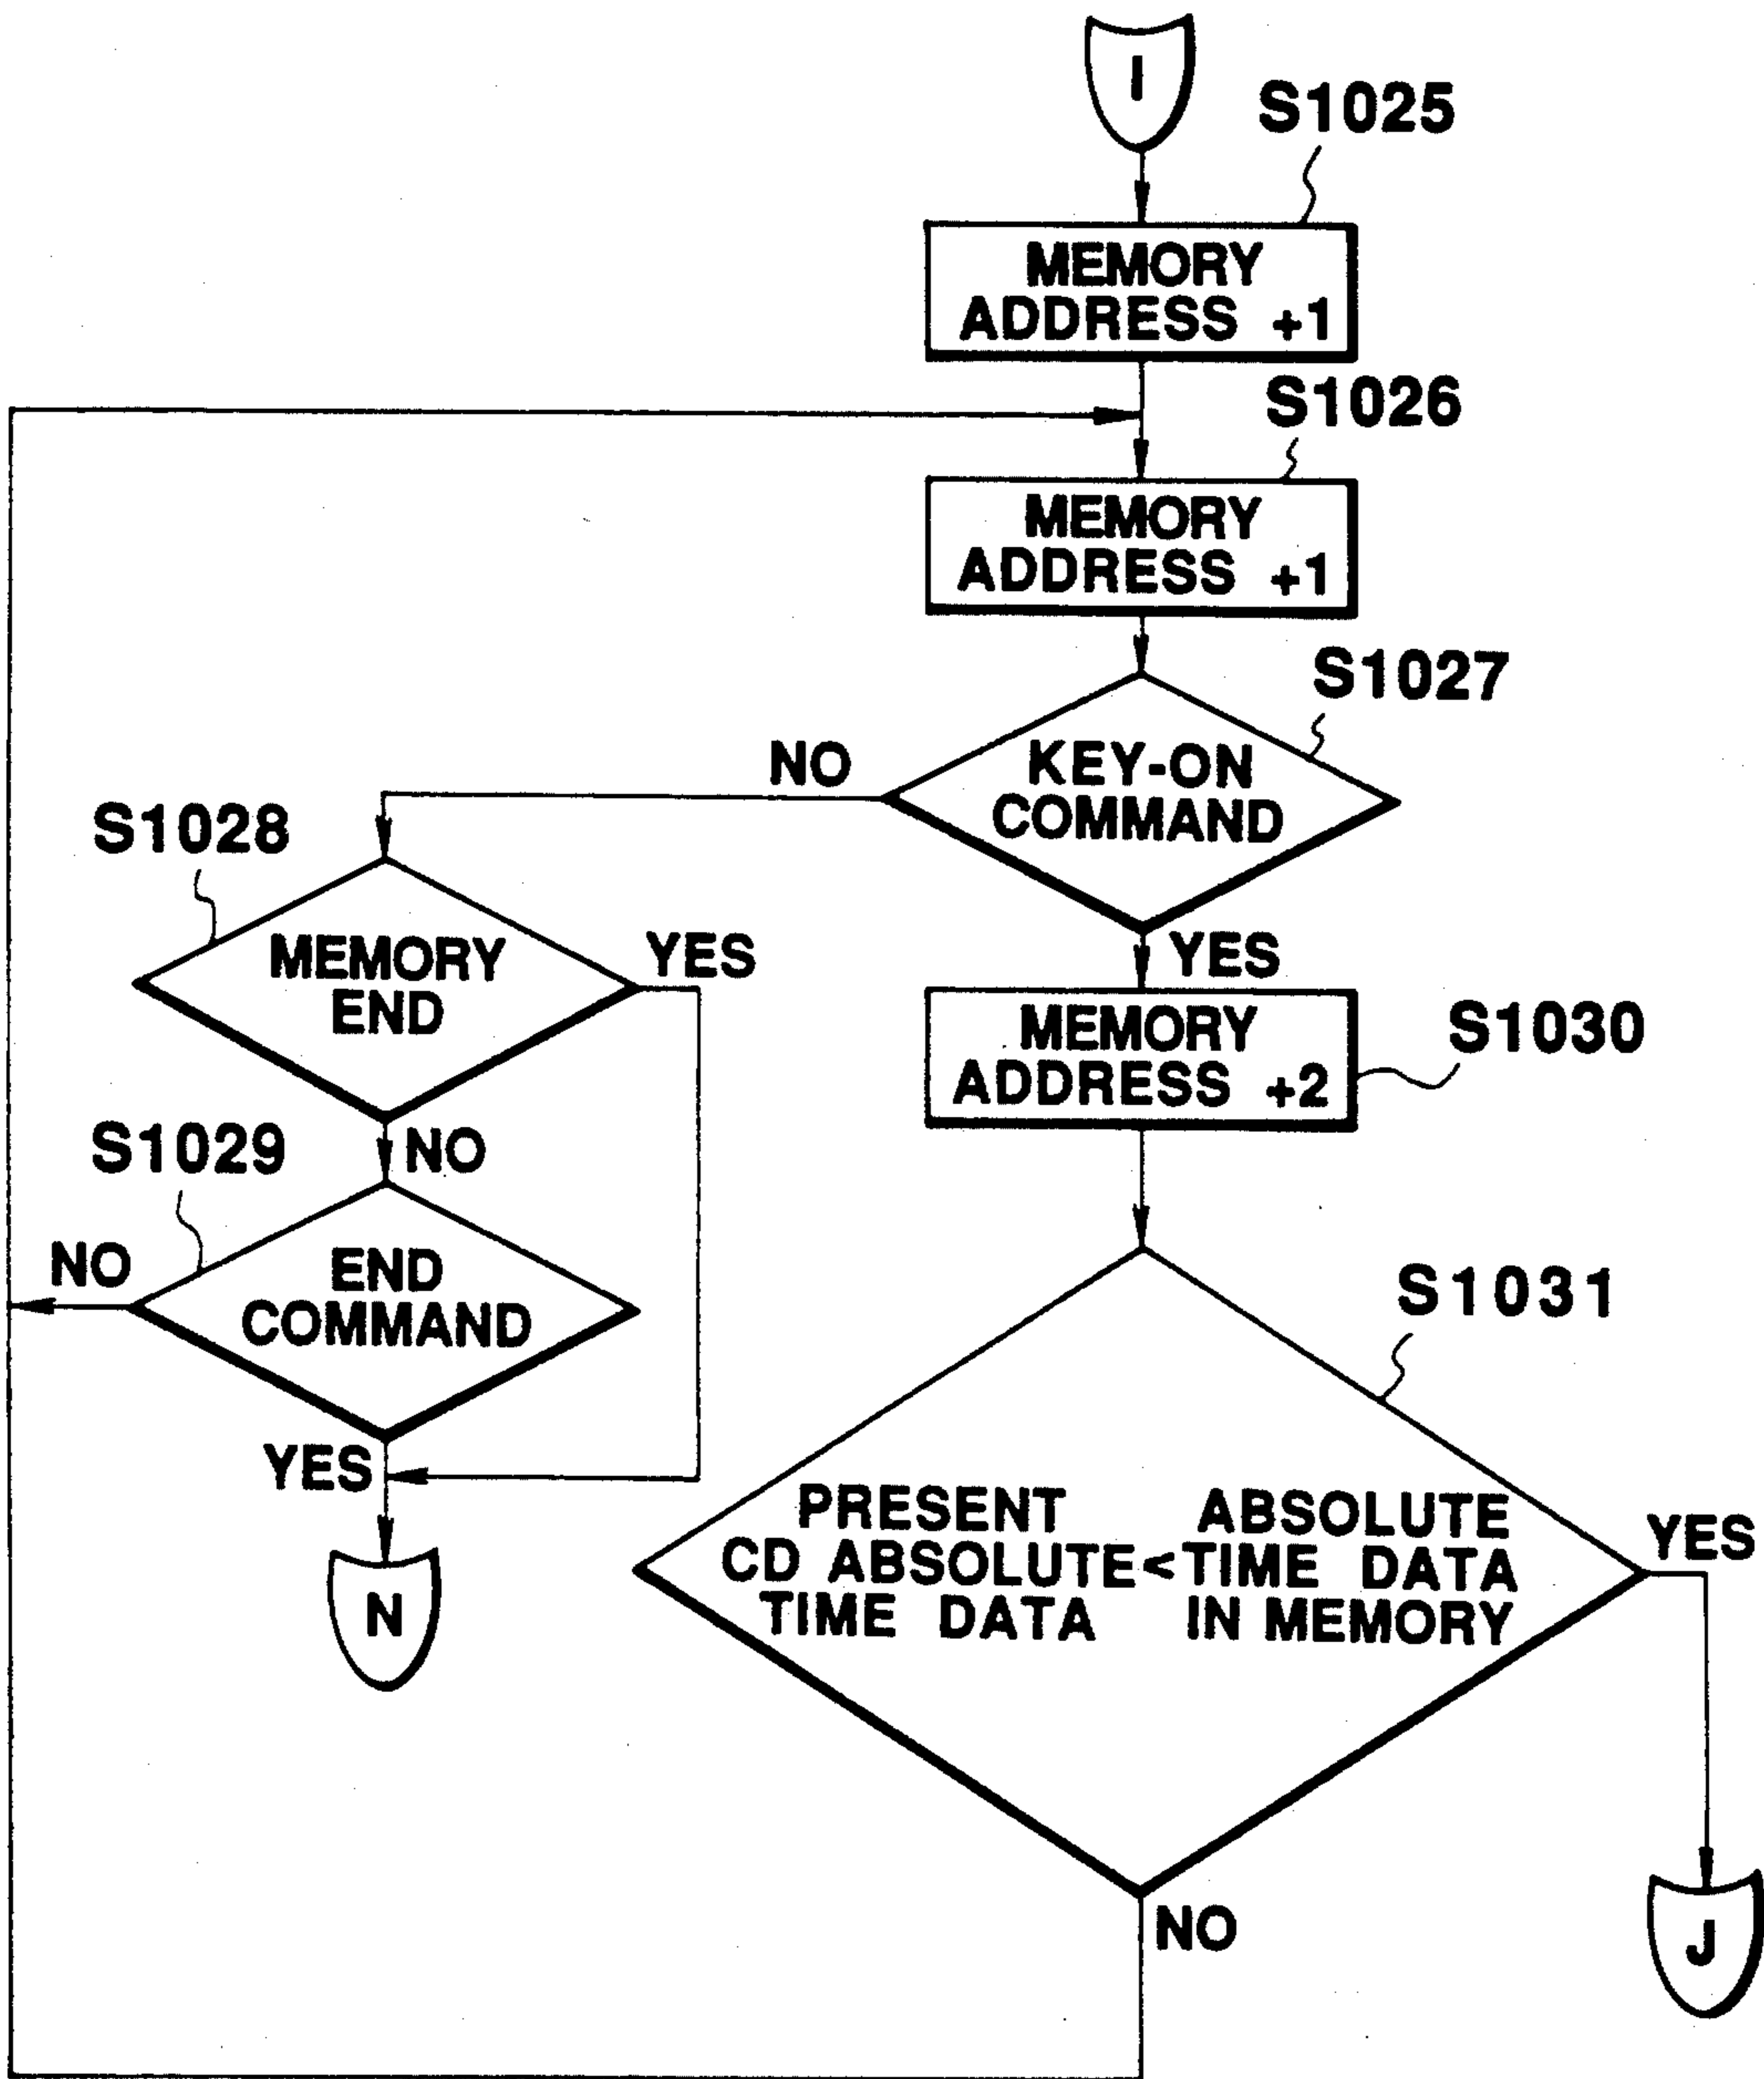 I
S1025
MEMORY
ADDRESS +1
S1026
MEMORY
ADDRESS +1
S1027
KEY-ON
COMMAND
NO
YES
S1028
MEMORY
END
YES
NO
S1030
MEMORY
ADDRESS +2
S1029
END
COMMAND
NO
YES
N
S1031
PRESENT ABSOLUTE
CD ABSOLUTE<TIME DATA
TIME DATA IN MEMORY
YES
NO
J